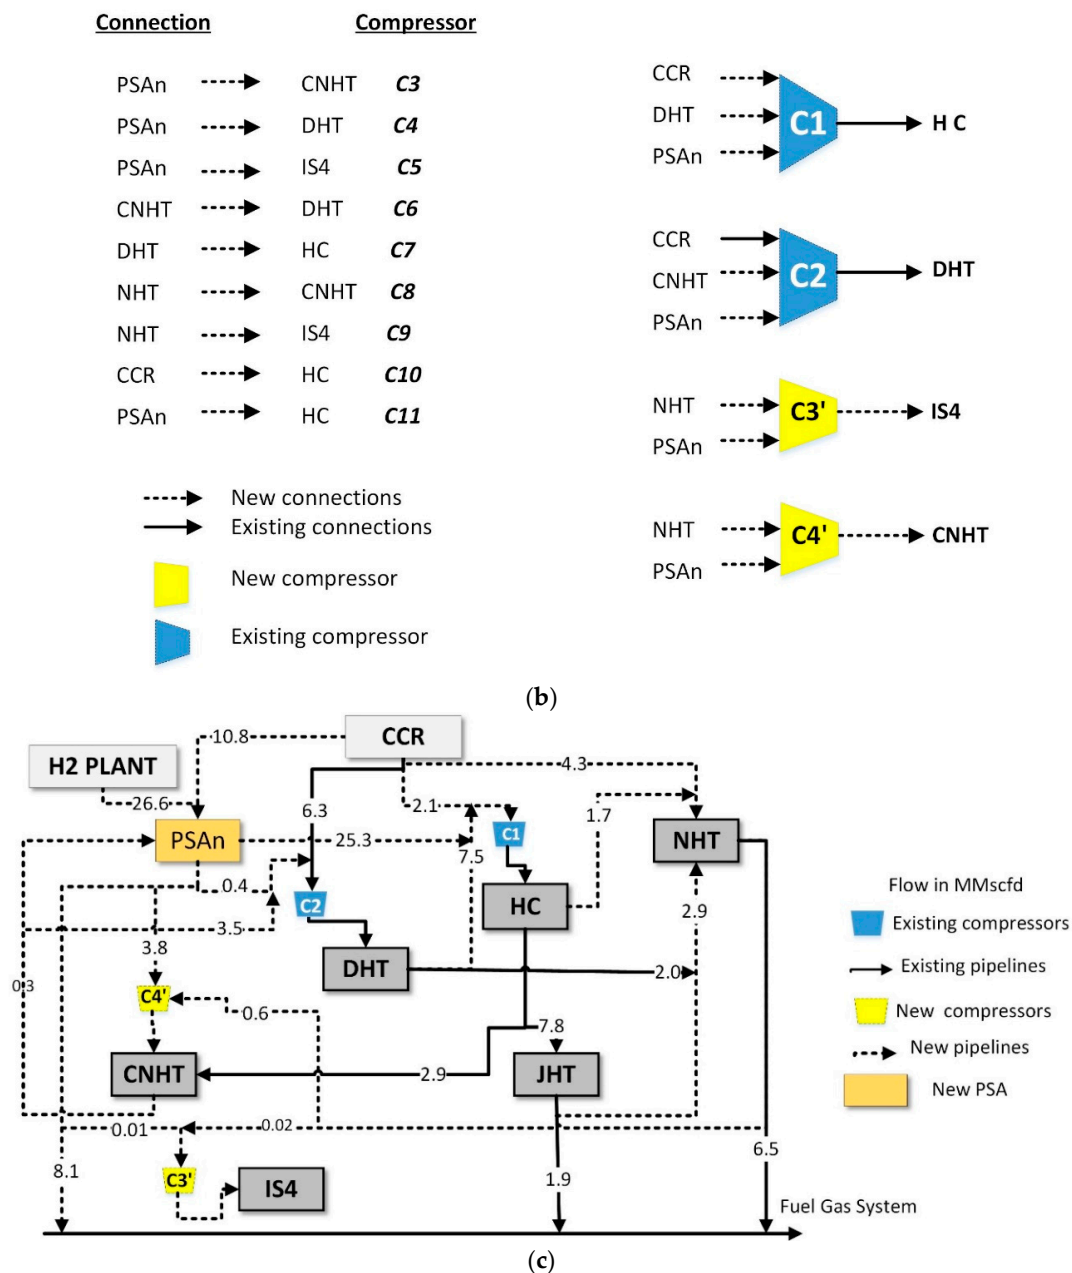 Connection Compressor
PSAn CNHT C3
PSAn DHT C4
PSAn IS4 C5
CNHT DHT C6
DHT HC C7
NHT CNHT C8
NHT IS4 C9
CCR HC C10
PSAn HC C11
New connections
Existing connections
New compressor
Existing compressor
CCR
DHT
PSAn
C1
H C
CCR
CNHT
PSAn
C2
DHT
NHT
PSAn
C3'
IS4
NHT
PSAn
C4'
CNHT
(b)
CCR
H2 PLANT
10.8
26.6
4.3
6.3
2.1
1.7
PSAn
25.3
C1
7.5
NHT
0.4
C2
HC
2.9
3.5
3.8
DHT
2.0
0.3
C4'
0.6
7.8
CNHT
2.9
JHT
0.01
0.02
6.5
8.1
C3'
IS4
1.9
Fuel Gas System
Flow in MMscfd
Existing compressors
Existing pipelines
New compressors
New pipelines
New PSA
(c)